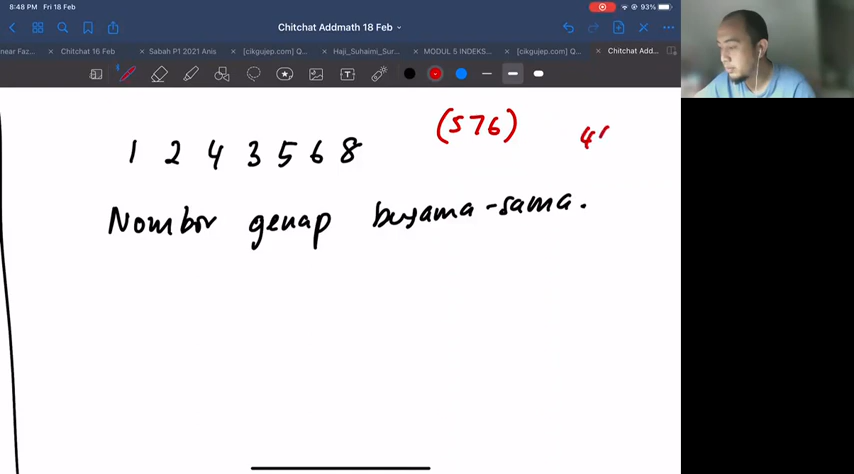 8:48 PM Fri 18 Feb
93%
Chitchat Addmath 18 Feb
near Faz...
Chitchat 16 Feb
Sabah P1 2021 Anis
[cikgujep.com] Q...
Haji_Suhaimi_Sur...
MODUL 5 INDEKS...
[cikgujep.com] Q...
Chitchat Add...
T
(576)
1 2 4 3 5 6 8
Nombor genap bersama-sama.